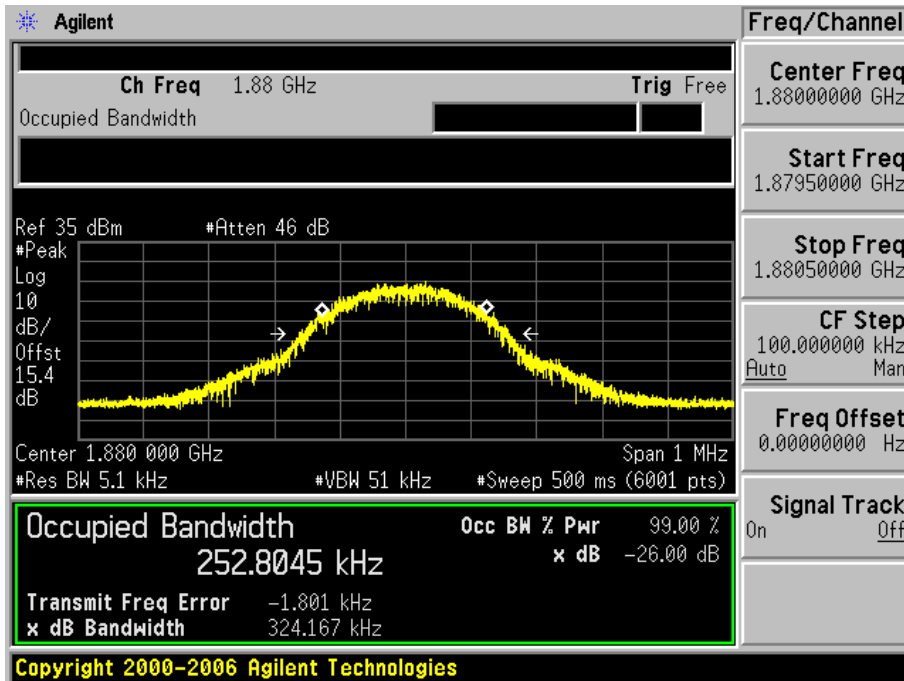 Agilent
Freq/Channel
Ch Freq 1.88 GHz Trig Free
Occupied Bandwidth
Center Freq
1.88000000 GHz
Start Freq
1.87950000 GHz
Stop Freq
1.88050000 GHz
CF Step
100.000000 kHz
Auto Man
Freq Offset
0.00000000 Hz
Signal Track
On Off
Ref 35 dBm #Atten 46 dB
#Peak
Log
10
dB/
Offst
15.4
dB
Center 1.880 000 GHz Span 1 MHz
#Res BW 5.1 kHz #VBW 51 kHz #Sweep 500 ms (6001 pts)
Occupied Bandwidth Occ BW % Pwr 99.00 %
252.8045 kHz x dB -26.00 dB
Transmit Freq Error -1.801 kHz
x dB Bandwidth 324.167 kHz
Copyright 2000-2006 Agilent Technologies